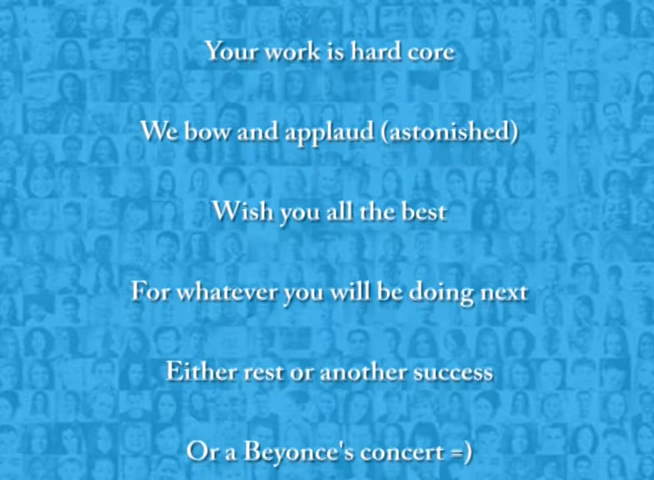 Your work is hard core
We bow and applaud (astonished)
Wish you all the best
For whatever you will be doing next
Either rest or another success
Or a Beyonce's concert =)